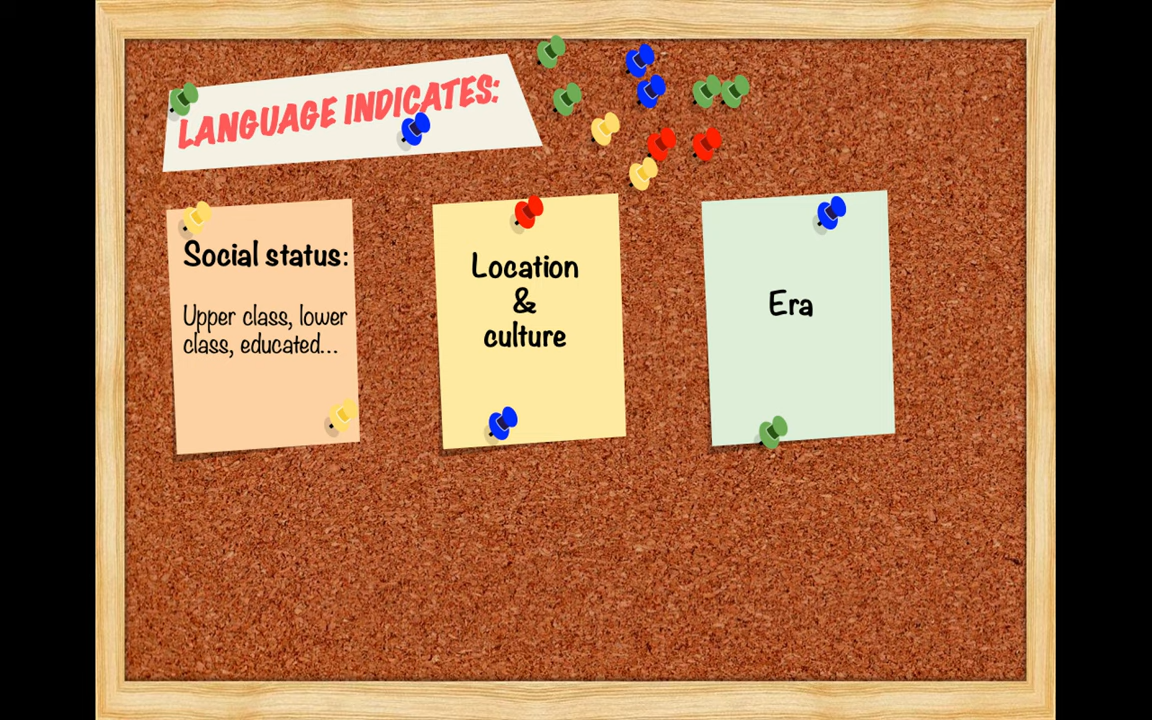 LANGUAGE INDICATES:
Social status:
Upper class, lower
class, educated...
Location
&
culture
Era